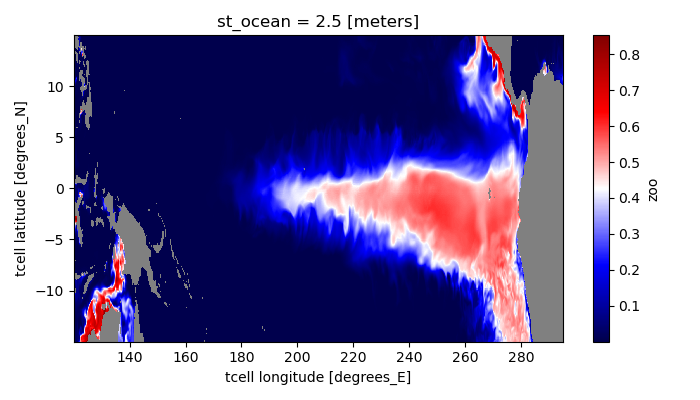 st_ocean = 2.5 [meters]
10
5
0
−5
−10
tcell latitude [degrees_N]
140 160 180 200 220 240 260 280
tcell longitude [degrees_E]
0.8
0.7
0.6
0.5
0.4
0.3
0.2
0.1
zoo